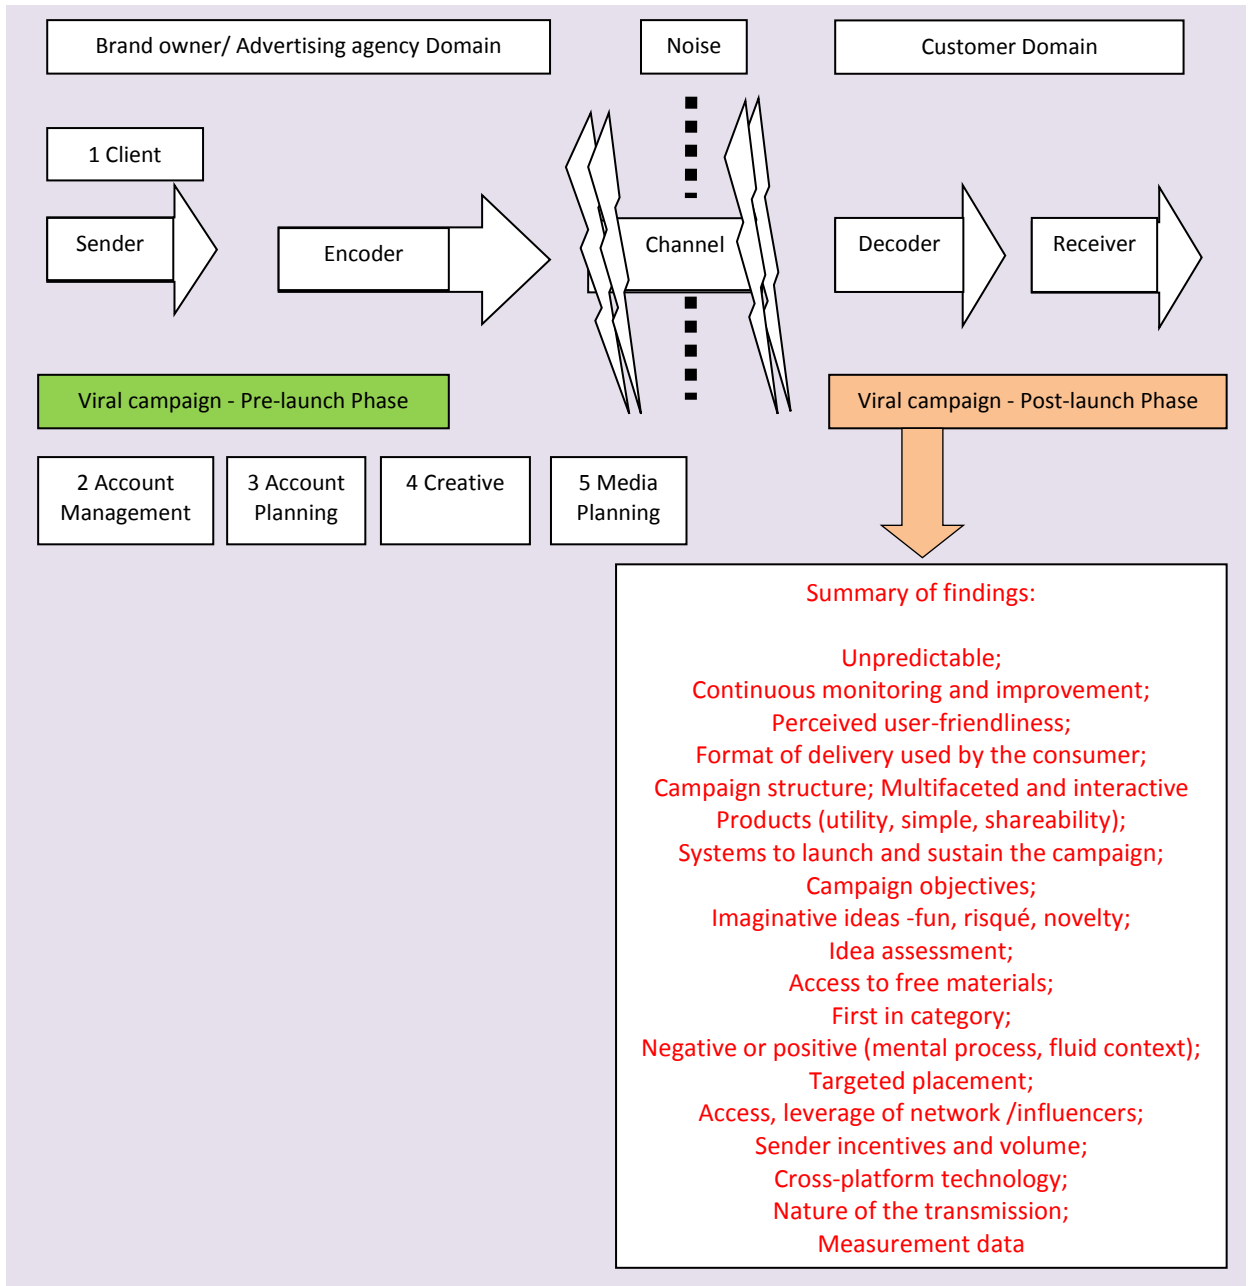 Brand owner/ Advertising agency Domain
Noise
Customer Domain
1 Client
Sender
Encoder
Channel
Decoder
Receiver
Viral campaign - Pre-launch Phase
Viral campaign - Post-launch Phase
2 Account
Management
3 Account
Planning
4 Creative
5 Media
Planning
Summary of findings:
Unpredictable;
Continuous monitoring and improvement;
Perceived user-friendliness;
Format of delivery used by the consumer;
Campaign structure; Multifaceted and interactive
Products (utility, simple, shareability);
Systems to launch and sustain the campaign;
Campaign objectives;
Imaginative ideas -fun, risqué, novelty;
Idea assessment;
Access to free materials;
First in category;
Negative or positive (mental process, fluid context);
Targeted placement;
Access, leverage of network /influencers;
Sender incentives and volume;
Cross-platform technology;
Nature of the transmission;
Measurement data